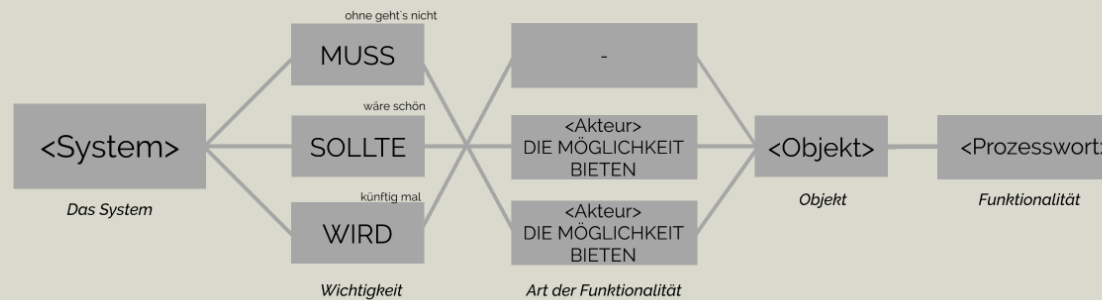 ohne geht's nicht
MUSS
-
wäre schön
<System>
SOLLTE
<Akteur>
DIE MÖGLICHKEIT
BIETEN
<Objekt>
<Prozesswort>
Das System
künftig mal
WIRD
<Akteur>
DIE MÖGLICHKEIT
BIETEN
Objekt
Funktionalität
Wichtigkeit
Art der Funktionalität